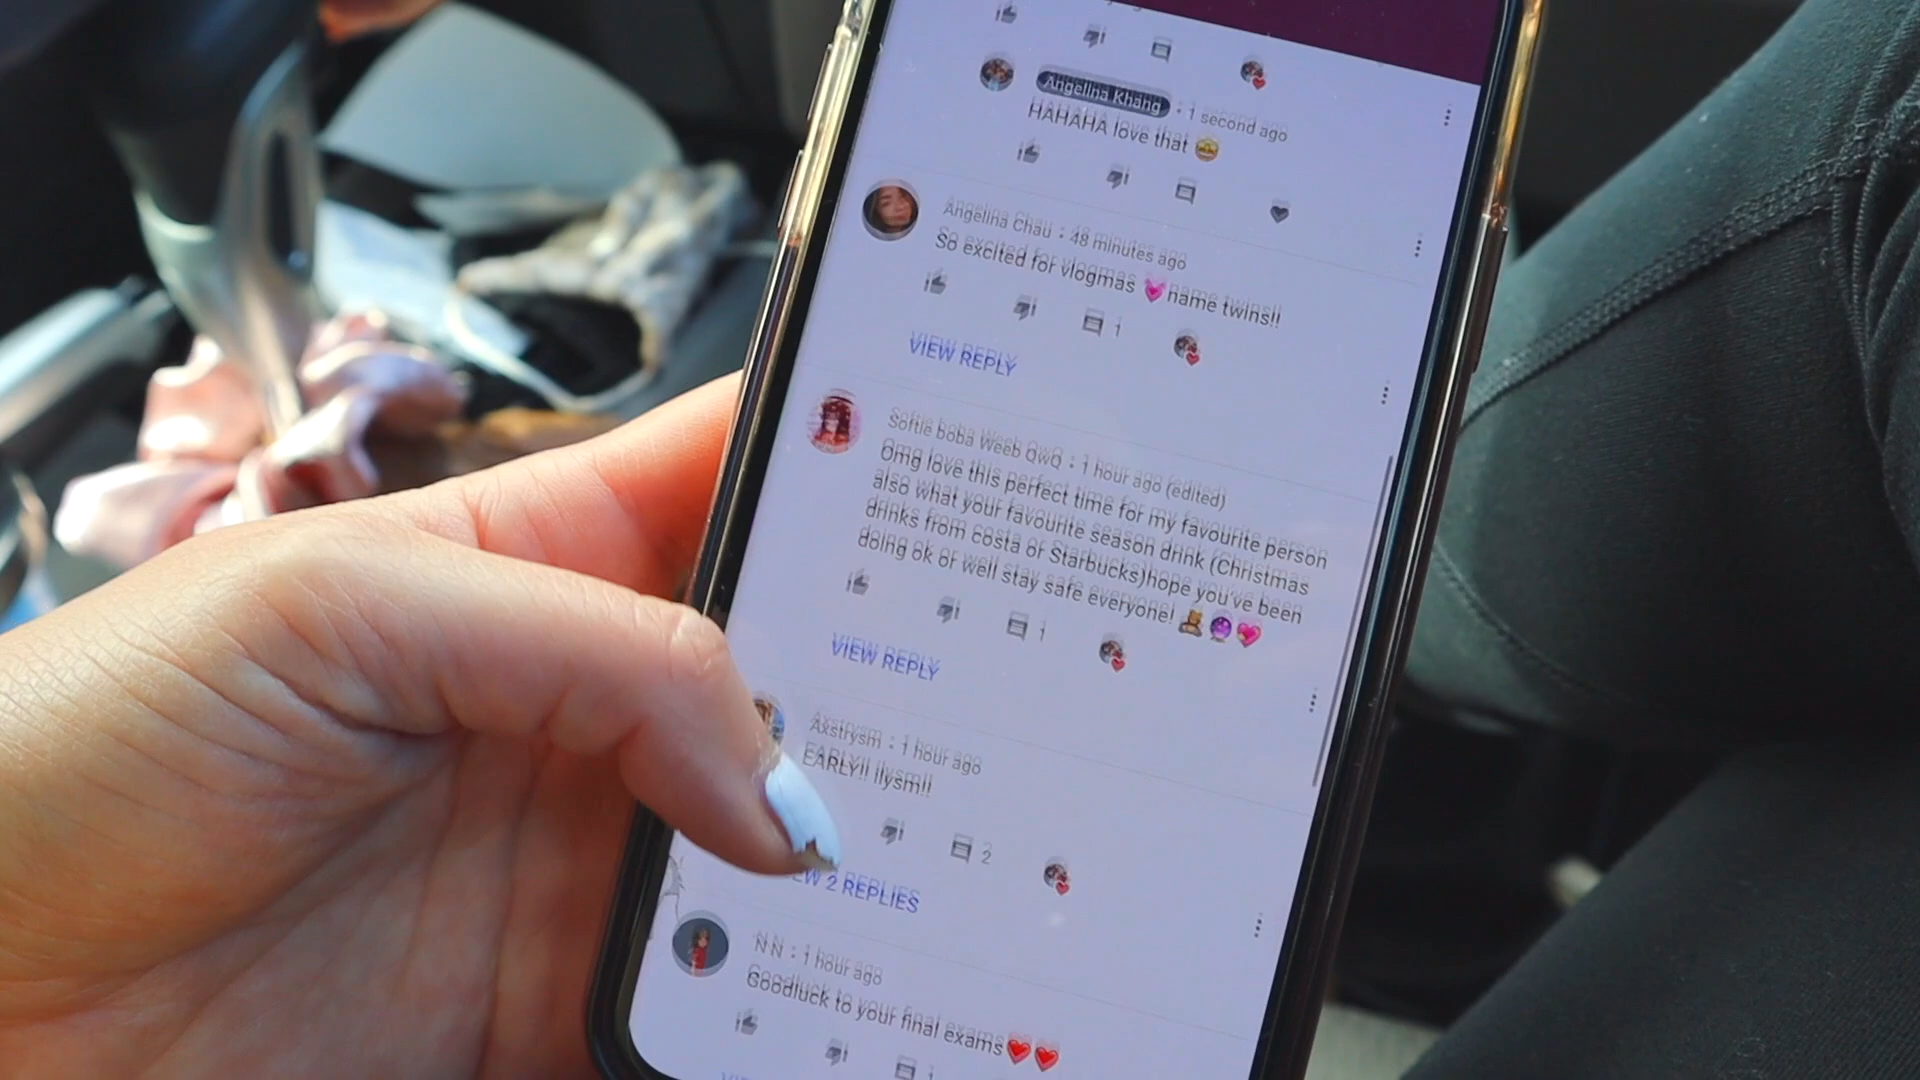 Angelina Khang • 1 second ago
HAHAHA love that 🤩
Angelina Chau • 48 minutes ago
So excited for vlogmas 💓 name twins!!
1
VIEW REPLY
Softie boba Weeb QwQ • 1 hour ago (edited)
Omg love this perfect time for my favourite person
also what your favourite season drink (Christmas
drinks from costa or Starbucks)hope you've been
doing ok or well stay safe everyone! 🧸🔮💖
1
VIEW REPLY
Axstrysm • 1 hour ago
EARLY!! ilysm!!
2
2 REPLIES
N N • 1 hour ago
Goodluck to your final exams❤️❤️
1